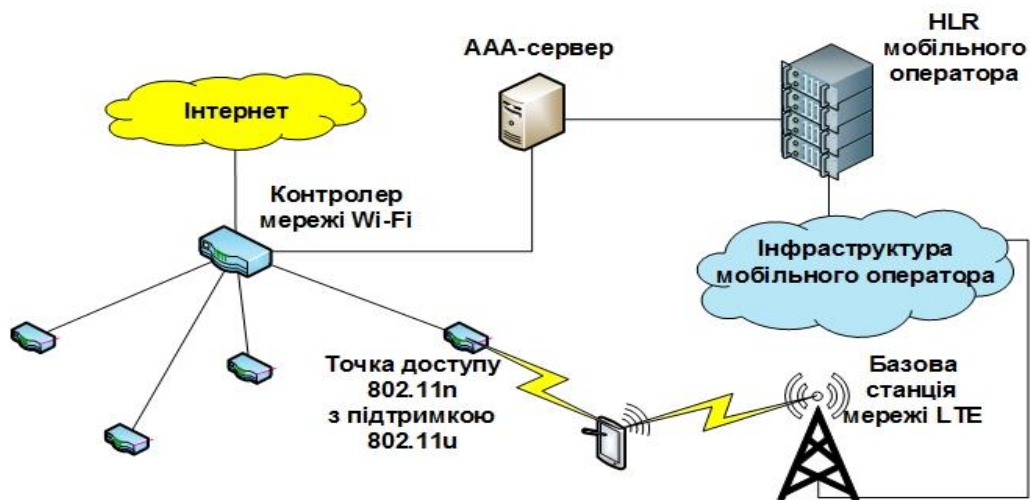 HLR
мобільного
оператора
ААА-сервер
Інтернет
Контролер
мережі Wi-Fi
Інфраструктура
мобільного оператора
Точка доступу
802.11n
з підтримкою
802.11u
Базова
станція
мережі LTE